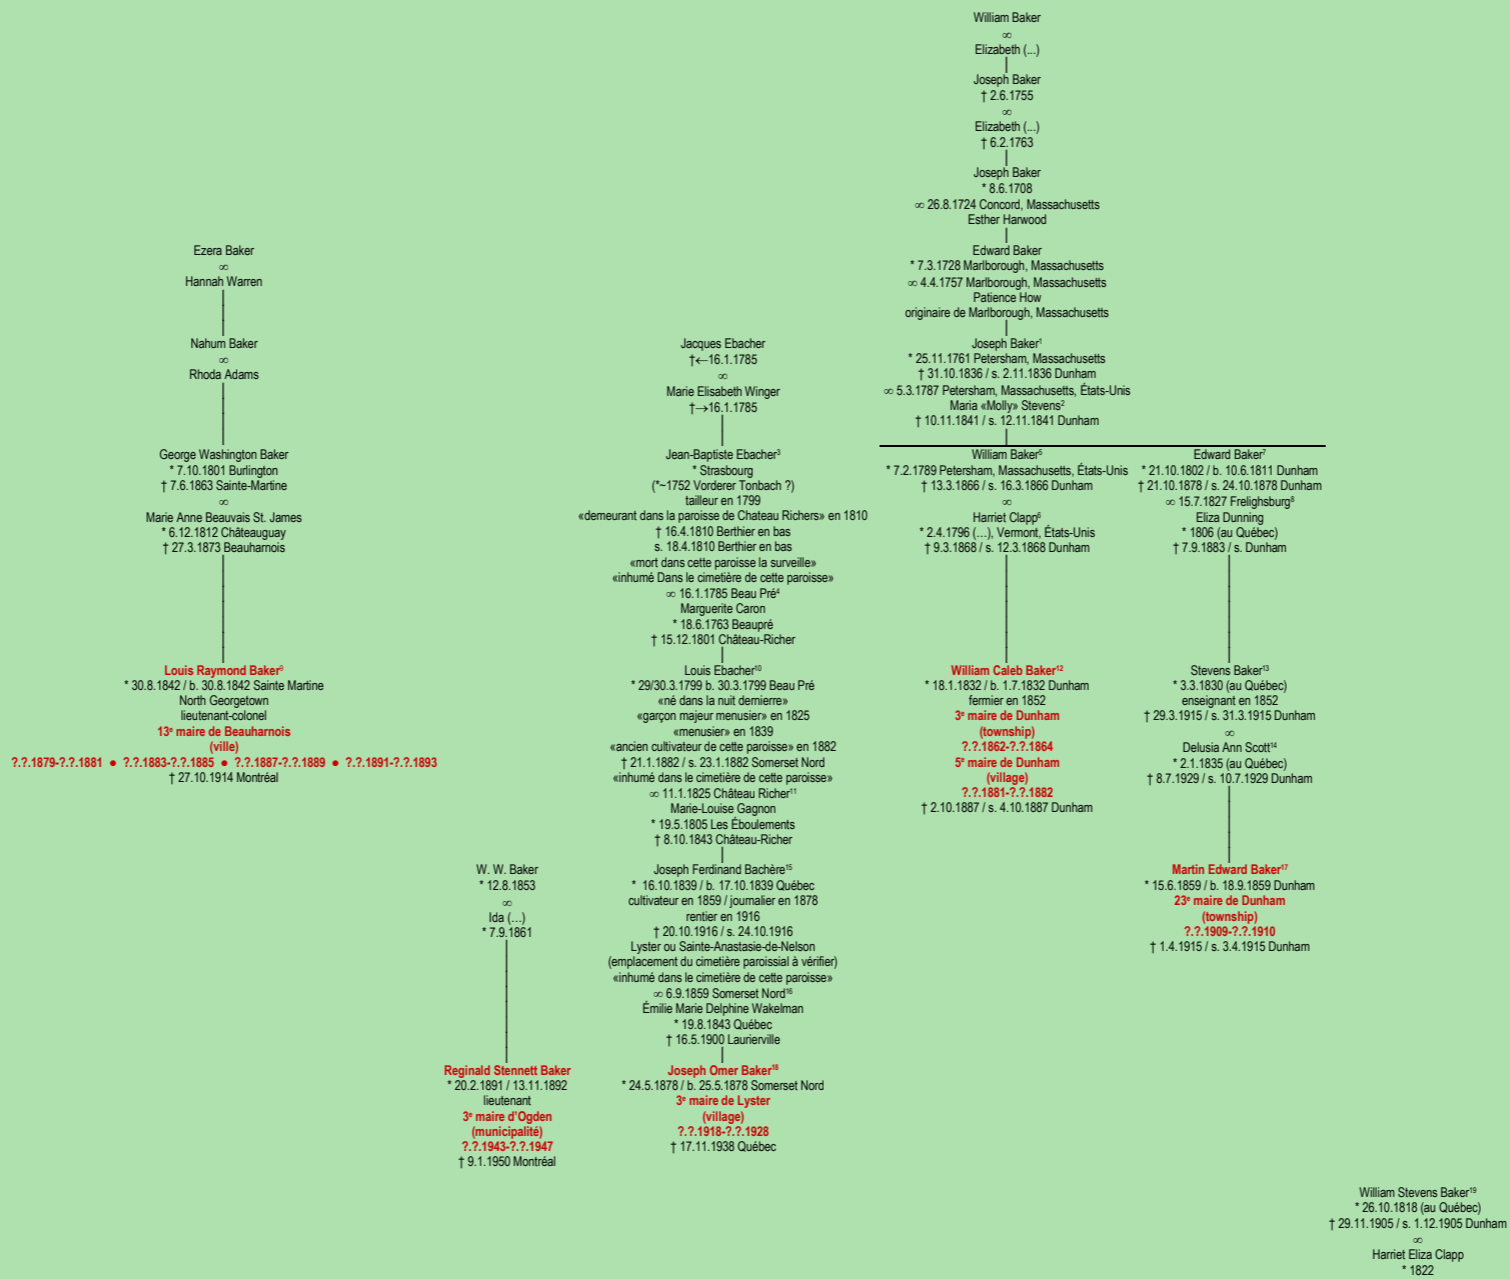 William Baker
∞
Elizabeth (...)
Joseph Baker
† 2.6.1755
∞
Elizabeth (...)
† 6.2.1763
Joseph Baker
* 8.6.1708
∞ 26.8.1724 Concord, Massachusetts
Esther Harwood
Edward Baker
* 7.3.1728 Marlborough, Massachusetts
∞ 4.4.1757 Marlborough, Massachusetts
Patience How
originaire de Marlborough, Massachusetts
Joseph Baker¹
* 25.11.1761 Petersham, Massachusetts
† 31.10.1836 / s. 2.11.1836 Dunham
∞ 5.3.1787 Petersham, Massachusetts, États-Unis
Maria «Molly» Stevens²
† 10.11.1841 / s. 12.11.1841 Dunham
Ezera Baker
∞
Hannah Warren
Nahum Baker
∞
Rhoda Adams
George Washington Baker
* 7.10.1801 Burlington
† 7.6.1863 Sainte-Martine
∞
Marie Anne Beauvais St. James
* 6.12.1812 Châteauguay
† 27.3.1873 Beauharnois
Louis Raymond Baker⁹
* 30.8.1842 / b. 30.8.1842 Sainte Martine
North Georgetown
lieutenant-colonel
13ᵉ maire de Beauharnois
(ville)
?.?.1879-?.?.1881 ● ?.?.1883-?.?.1885 ● ?.?.1887-?.?.1889 ● ?.?.1891-?.?.1893
† 27.10.1914 Montréal
W. W. Baker
* 12.8.1853
∞
Ida (…)
* 7.9.1861
Reginald Stennett Baker
* 20.2.1891 / 13.11.1892
lieutenant
3ᵉ maire d'Ogden
(municipalité)
?.?.1943-?.?.1947
† 9.1.1950 Montréal
Jacques Ebacher
†←16.1.1785
∞
Marie Elisabeth Winger
†→16.1.1785
Jean-Baptiste Ebacher³
* Strasbourg
(*~1752 Vorderer Tonbach ?)
tailleur en 1799
«demeurant dans la paroisse de Chateau Richers» en 1810
† 16.4.1810 Berthier en bas
s. 18.4.1810 Berthier en bas
«mort dans cette paroisse la surveille»
«inhumé Dans le cimetière de cette paroisse»
∞ 16.1.1785 Beau Pré⁴
Marguerite Caron
* 18.6.1763 Beaupré
† 15.12.1801 Château-Richer
Louis Ebacher¹⁰
* 29/30.3.1799 b. 30.3.1799 Beau Pré
«né dans la nuit dernierre»
«garçon majeur menusier» en 1825
«menusier» en 1839
«ancien cultivateur de cette paroisse» en 1882
† 21.1.1882 / s. 23.1.1882 Somerset Nord
«inhumé dans le cimetière de cette paroisse»
∞ 11.1.1825 Château Richer¹¹
Marie-Louise Gagnon
* 19.5.1805 Les Éboulements
† 8.10.1843 Château-Richer
Joseph Ferdinand Bachère¹⁵
* 16.10.1839 / b. 17.10.1839 Québec
cultivateur en 1859 / journalier en 1878
rentier en 1916
† 20.10.1916 / s. 24.10.1916
Lyster ou Sainte-Anastasie-de-Nelson
(emplacement du cimetière paroissial à vérifier)
«inhumé dans le cimetière de cette paroisse»
∞ 6.9.1859 Somerset Nord¹⁶
Émilie Marie Delphine Wakelman
* 19.8.1843 Québec
† 16.5.1900 Laurierville
Joseph Omer Baker¹⁸
* 24.5.1878 / b. 25.5.1878 Somerset Nord
3ᵉ maire de Lyster
(village)
?.?.1918-?.?.1928
† 17.11.1938 Québec
William Baker⁵
* 7.2.1789 Petersham, Massachusetts, États-Unis
† 13.3.1866 / s. 16.3.1866 Dunham
∞
Harriet Clapp⁶
* 2.4.1796 (…), Vermont, États-Unis
† 9.3.1868 / s. 12.3.1868 Dunham
William Caleb Baker¹²
* 18.1.1832 / b. 1.7.1832 Dunham
fermier en 1852
3ᵉ maire de Dunham
(township)
?.?.1862-?.?.1864
5ᵉ maire de Dunham
(village)
?.?.1881-?.?.1882
† 2.10.1887 / s. 4.10.1887 Dunham
Edward Baker⁷
* 21.10.1802 / b. 10.6.1811 Dunham
† 21.10.1878 / s. 24.10.1878 Dunham
∞ 15.7.1827 Frelighsburg⁸
Eliza Dunning
* 1806 (au Québec)
† 7.9.1883 / s. Dunham
Stevens Baker¹³
* 3.3.1830 (au Québec)
enseignant en 1852
† 29.3.1915 / s. 31.3.1915 Dunham
∞
Delusia Ann Scott¹⁴
* 2.1.1835 (au Québec)
† 8.7.1929 / s. 10.7.1929 Dunham
Martin Edward Baker¹⁷
* 15.6.1859 / b. 18.9.1859 Dunham
23ᵉ maire de Dunham
(township)
?.?.1909-?.?.1910
† 1.4.1915 / s. 3.4.1915 Dunham
William Stevens Baker¹⁹
* 26.10.1818 (au Québec)
† 29.11.1905 / s. 1.12.1905 Dunham
∞
Harriet Eliza Clapp
* 1822